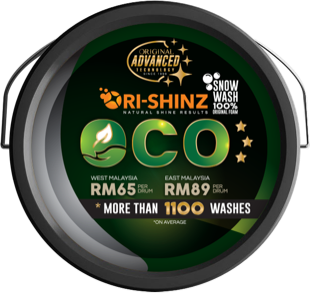 ORIGINAL
ADVANCED
TECHNOLOGY
SNOW
WASH
100%
ORIGINAL FOAM
ORI-SHINZ
NATURAL SHINE RESULTS
eco
WEST MALAYSIA
RM65 PER DRUM
EAST MALAYSIA
RM89 PER DRUM
* MORE THAN 1100 WASHES
*ON AVERAGE